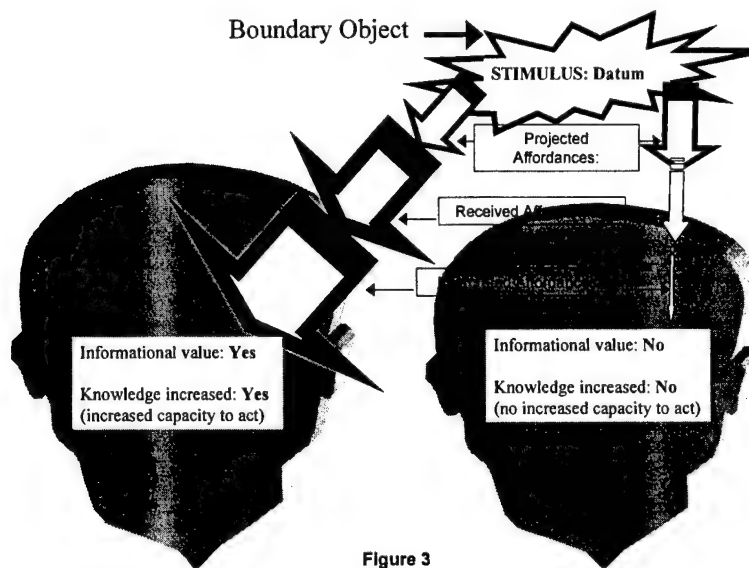 Boundary Object
STIMULUS: Datum
Projected
Affordances:
Received
Informational value: Yes
Knowledge increased: Yes
(increased capacity to act)
Informational value: No
Knowledge increased: No
(no increased capacity to act)
Figure 3